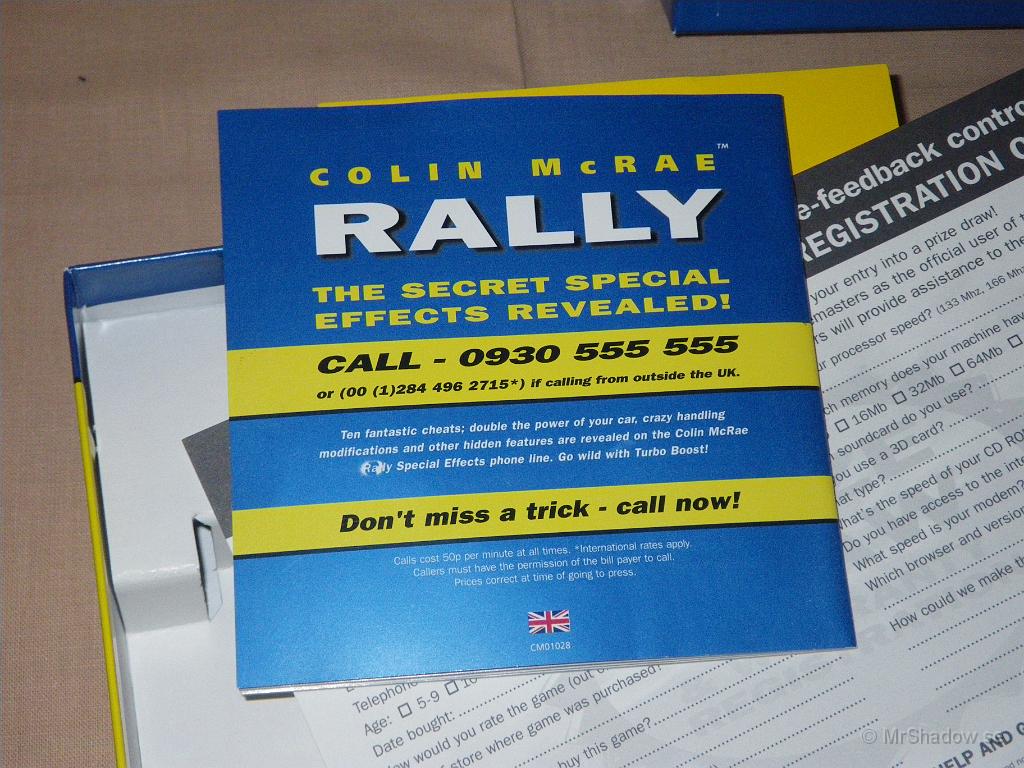 COLIN McRAE™
RALLY
THE SECRET SPECIAL
EFFECTS REVEALED!
CALL - 0930 555 555
or (00 (1)284 496 2715*) if calling from outside the UK.
Ten fantastic cheats; double the power of your car, crazy handling
modifications and other hidden features are revealed on the Colin McRae
Rally Special Effects phone line. Go wild with Turbo Boost!
Don't miss a trick - call now!
Calls cost 50p per minute at all times. *International rates apply.
Callers must have the permission of the bill payer to call.
Prices correct at time of going to press.
CM01028
e-feedback contro
REGISTRATION
your entry into a prize draw!
masters as the official user of
rs will provide assistance to the
processor speed? (133 Mhz, 166 Mh
ch memory does your machine hav
☐ 16Mb ☐ 32Mb ☐ 64Mb ☐
soundcard do you use?
ou use a 3D card?
at type?
What's the speed of your CD RO
Do you have access to the inte
What speed is your modem?
Which browser and version
How could we make th
Telephone
Age: ☐ 5-9 ☐ 10
Date bought:
ow would you rate the game (out o
store where game was purchased?
buy this game?
ELP AND G
© MrShadow.se